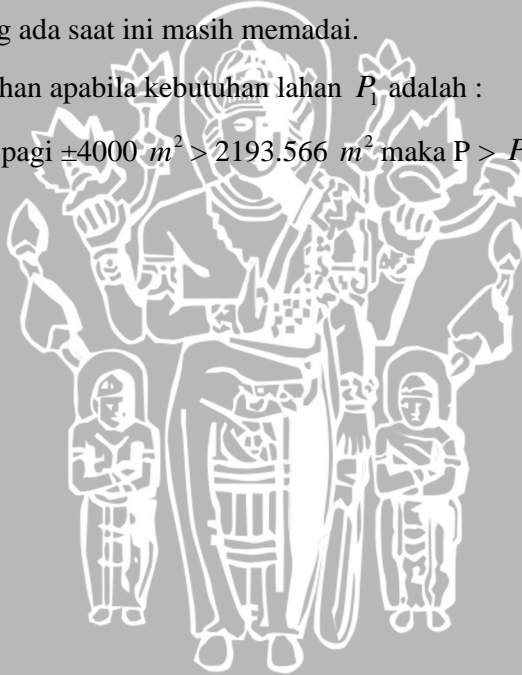 g ada saat ini masih memadai.
han apabila kebutuhan lahan P₁ adalah :
pagi ±4000 m² > 2193.566 m² maka P > P